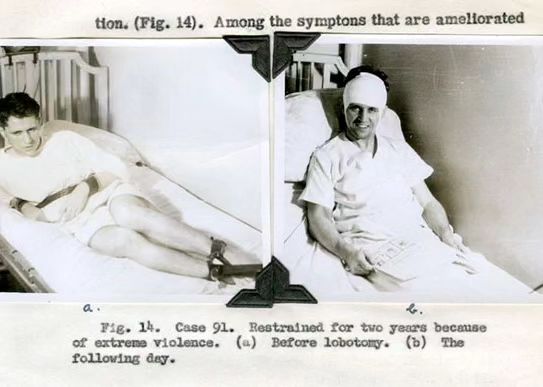 tion. (Fig. 14). Among the symptons that are ameliorated
a.
b.
Fig. 14. Case 91. Restrained for two years because
of extreme violence. (a) Before lobotomy. (b) The
following day.